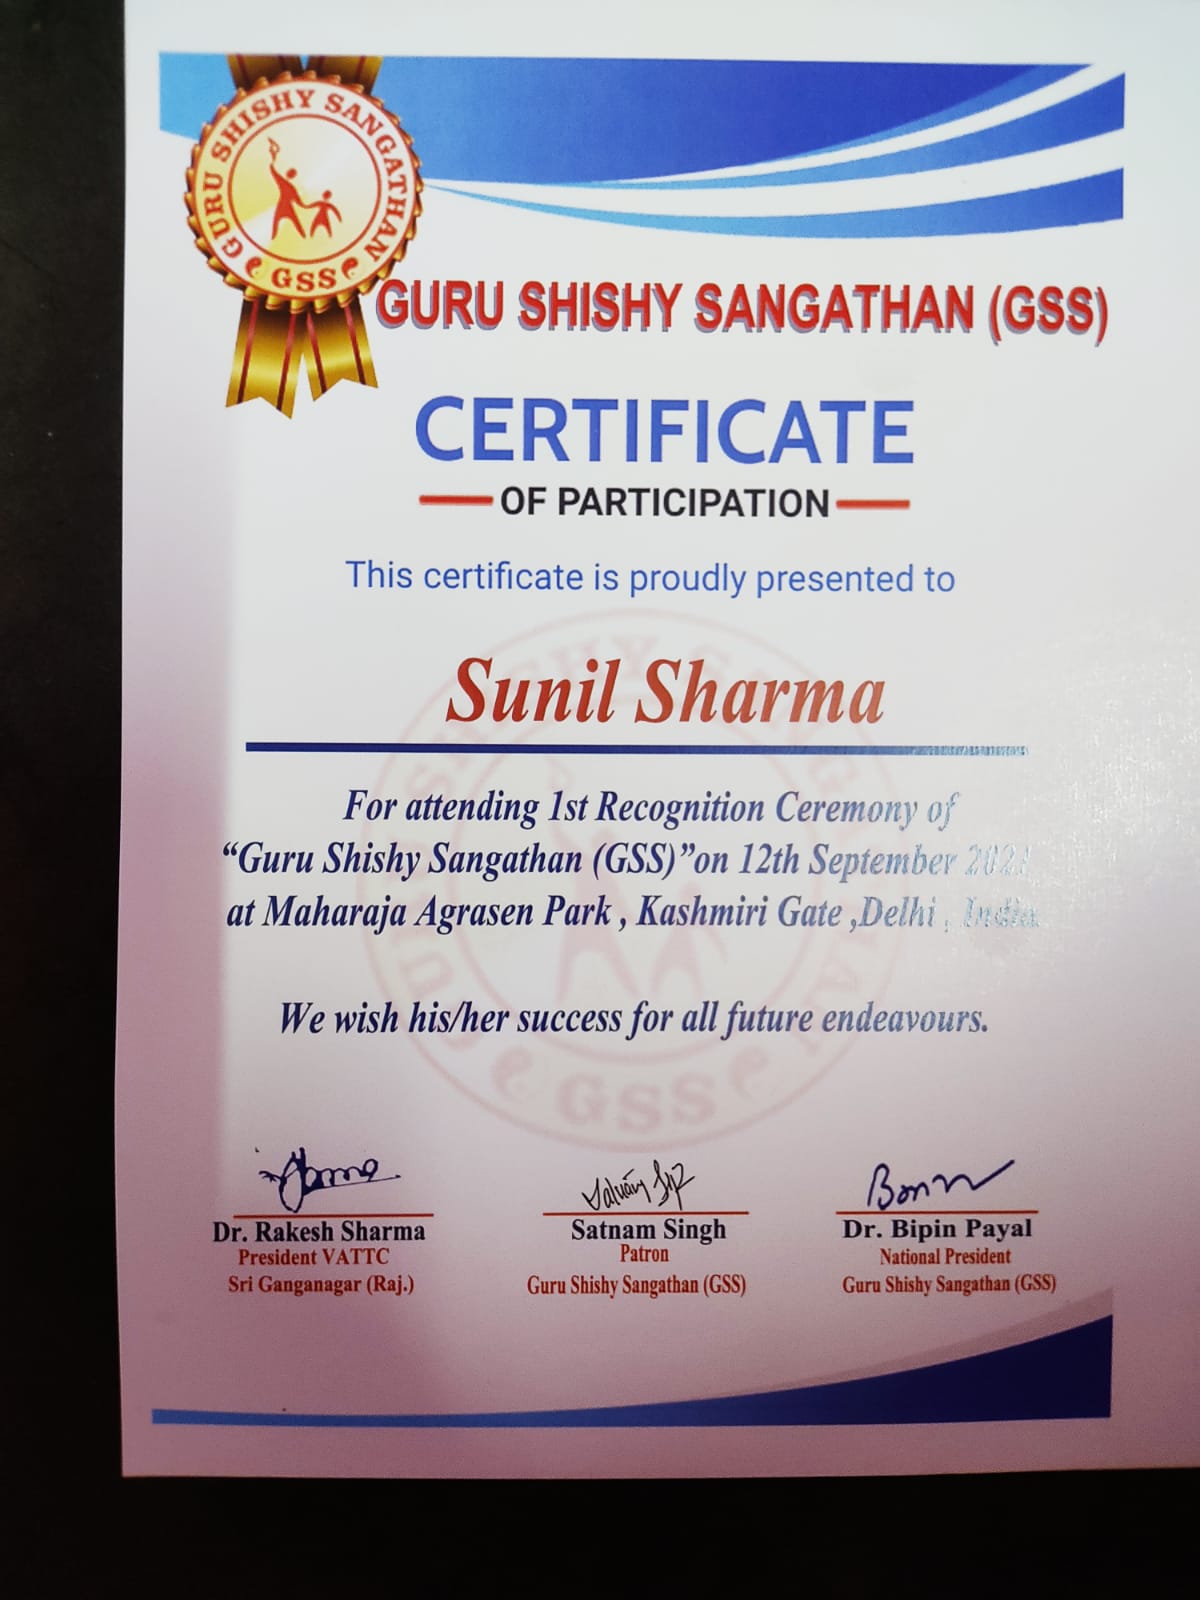 GURU SHISHY SANGATHAN
GSS
GURU SHISHY SANGATHAN (GSS)
CERTIFICATE
OF PARTICIPATION
This certificate is proudly presented to
Sunil Sharma
For attending 1st Recognition Ceremony of
“Guru Shishy Sangathan (GSS)”on 12th September 2021
at Maharaja Agrasen Park , Kashmiri Gate ,Delhi , India.
We wish his/her success for all future endeavours.
Dr. Rakesh Sharma
President VATTC
Sri Ganganagar (Raj.)
Satnam Singh
Patron
Guru Shishy Sangathan (GSS)
Dr. Bipin Payal
National President
Guru Shishy Sangathan (GSS)